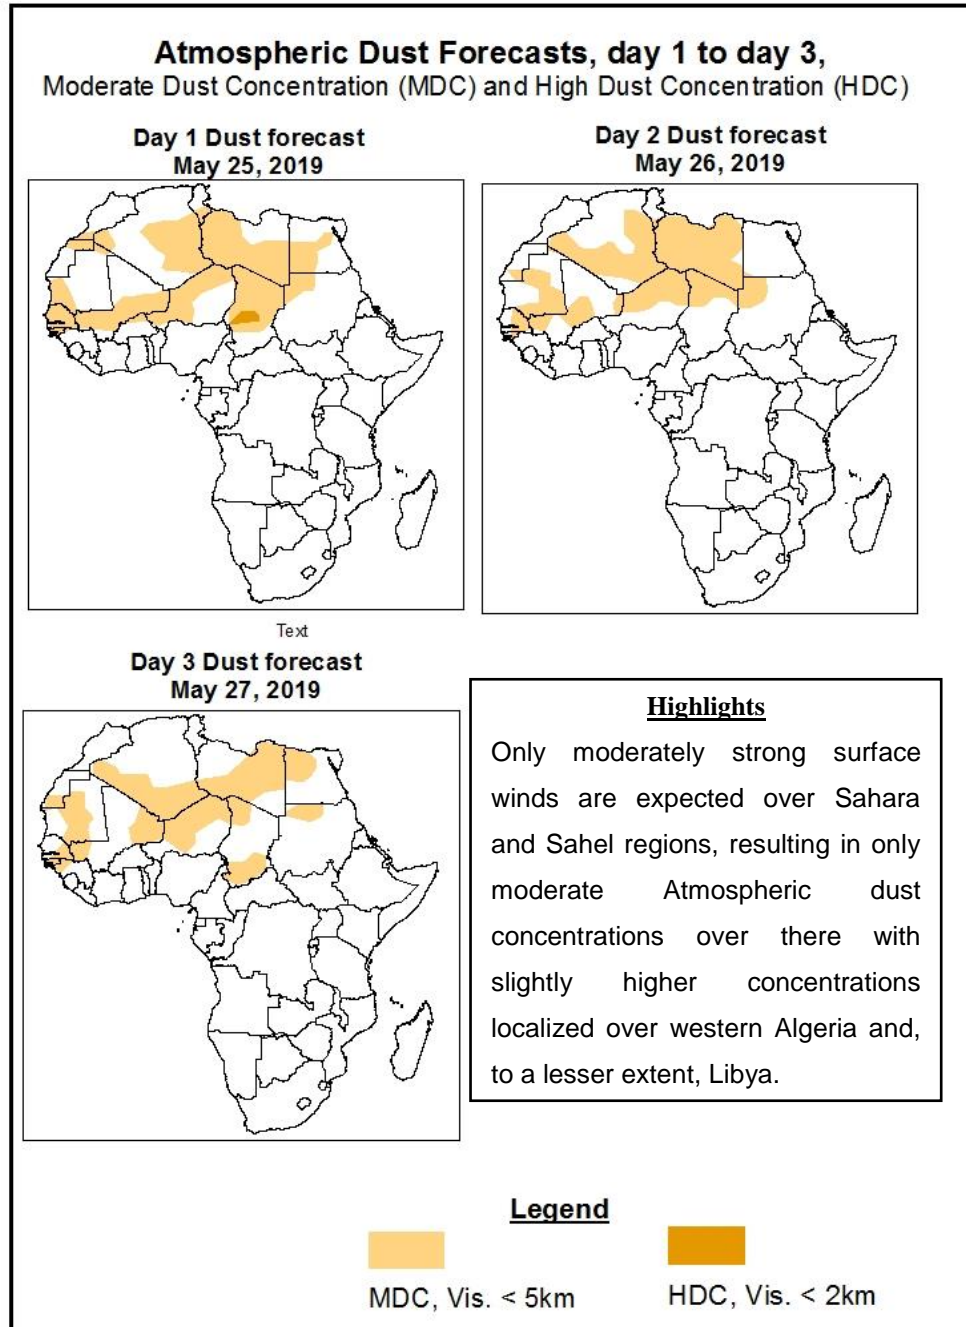 Atmospheric Dust Forecasts, day 1 to day 3,
Moderate Dust Concentration (MDC) and High Dust Concentration (HDC)
Day 1 Dust forecast
May 25, 2019
Day 2 Dust forecast
May 26, 2019
Text
Day 3 Dust forecast
May 27, 2019
Highlights
Only moderately strong surface
winds are expected over Sahara
and Sahel regions, resulting in only
moderate Atmospheric dust
concentrations over there with
slightly higher concentrations
localized over western Algeria and,
to a lesser extent, Libya.
Legend
MDC, Vis. < 5km
HDC, Vis. < 2km